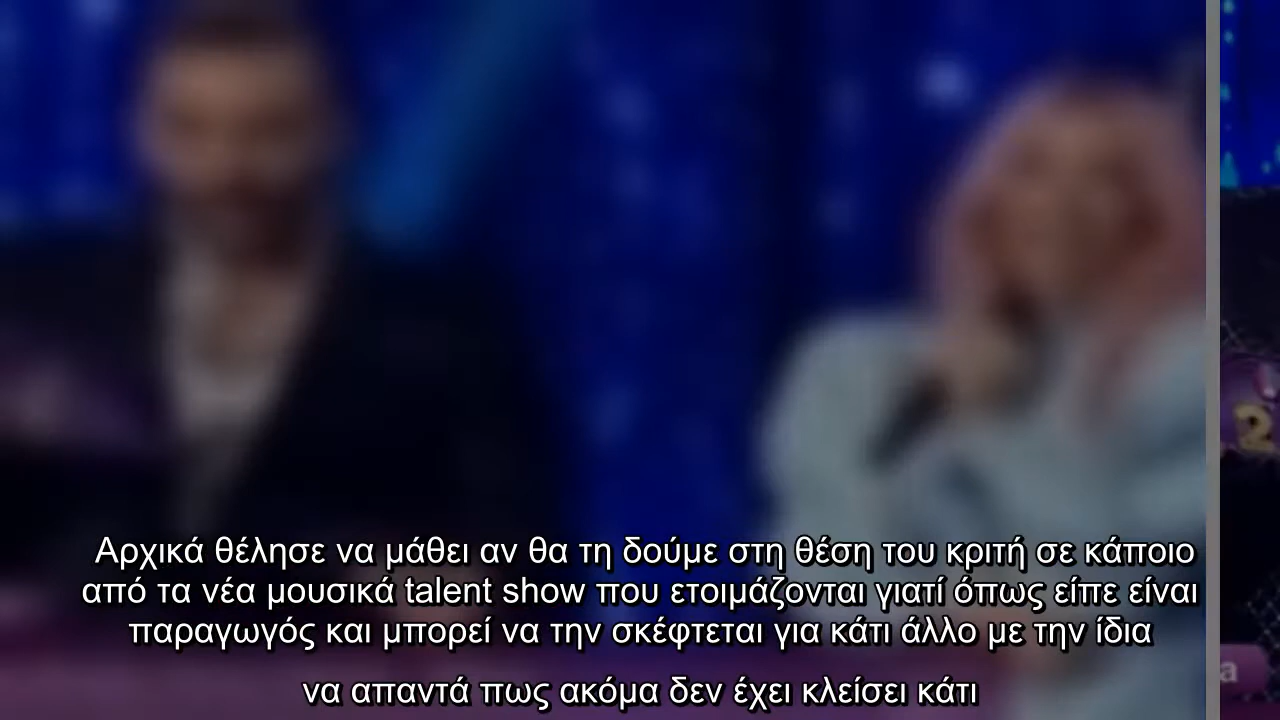 Αρχικά θέλησε να μάθει αν θα τη δούμε στη θέση του κριτή σε κάποιο
από τα νέα μουσικά talent show που ετοιμάζονται γιατί όπως είπε είναι
παραγωγός και μπορεί να την σκέφτεται για κάτι άλλο με την ίδια
να απαντά πως ακόμα δεν έχει κλείσει κάτι
2
a